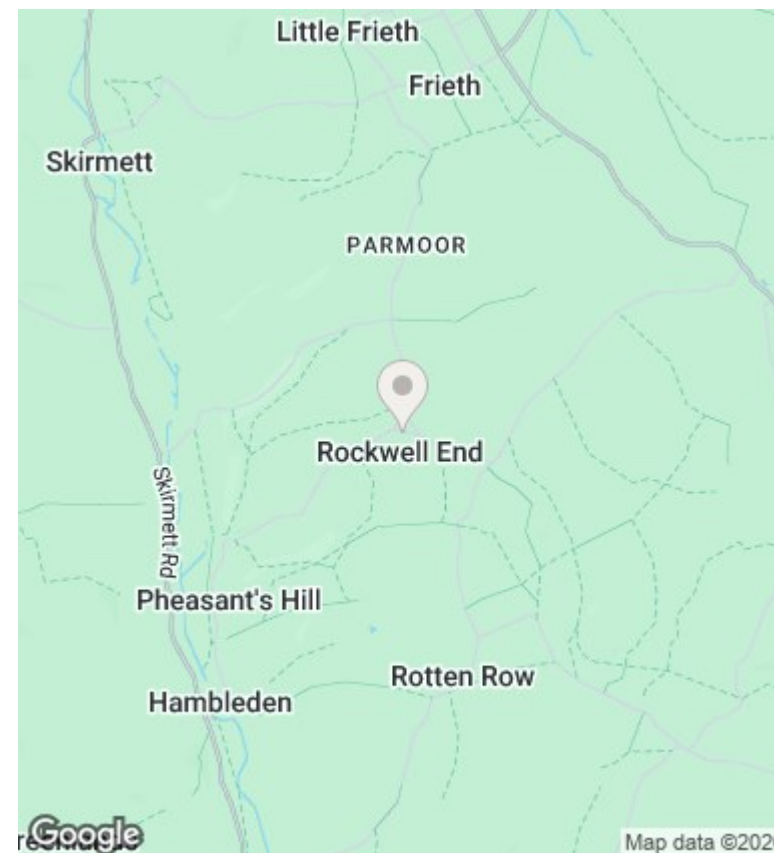 Little Frieth
Frieth
Skirmett
PARMOOR
Rockwell End
Skirmett Rd
Pheasant's Hill
Rotten Row
Hambleden
Google
Map data ©202